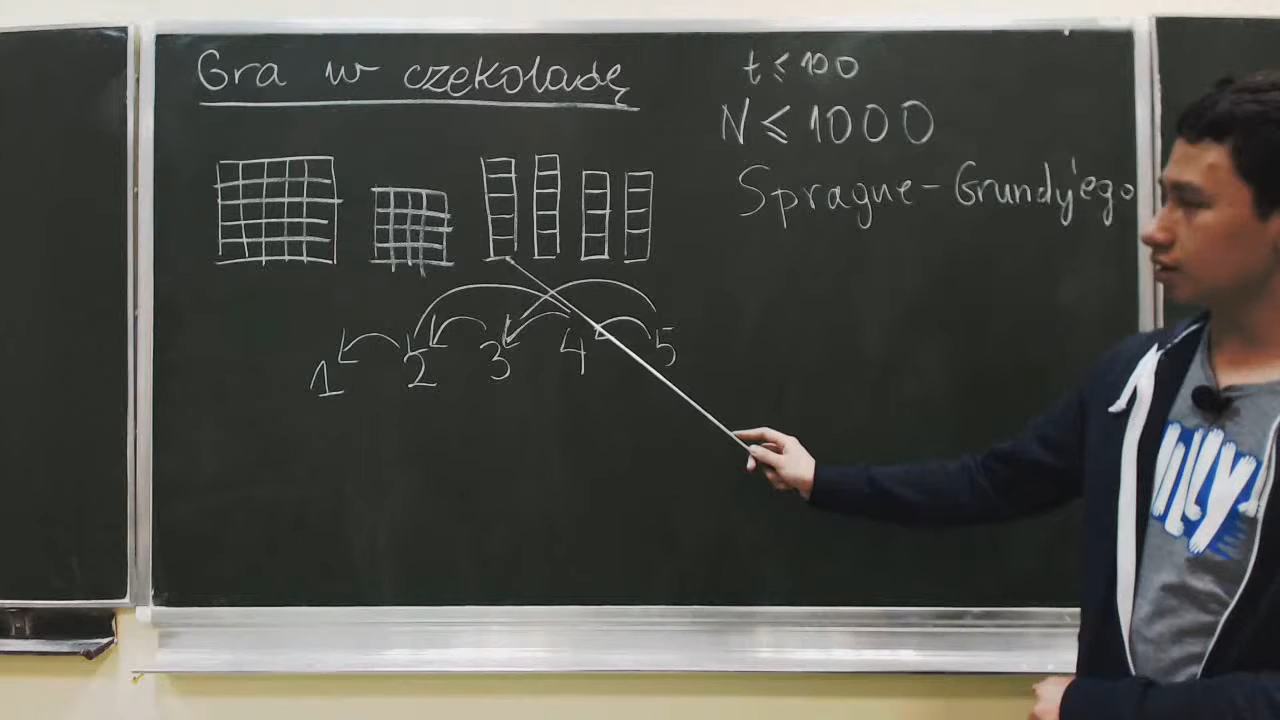 Gra w czekoladę
t ≤ 100
N ≤ 1000
Sprague-Grundy'ego
1 2 3 4 5